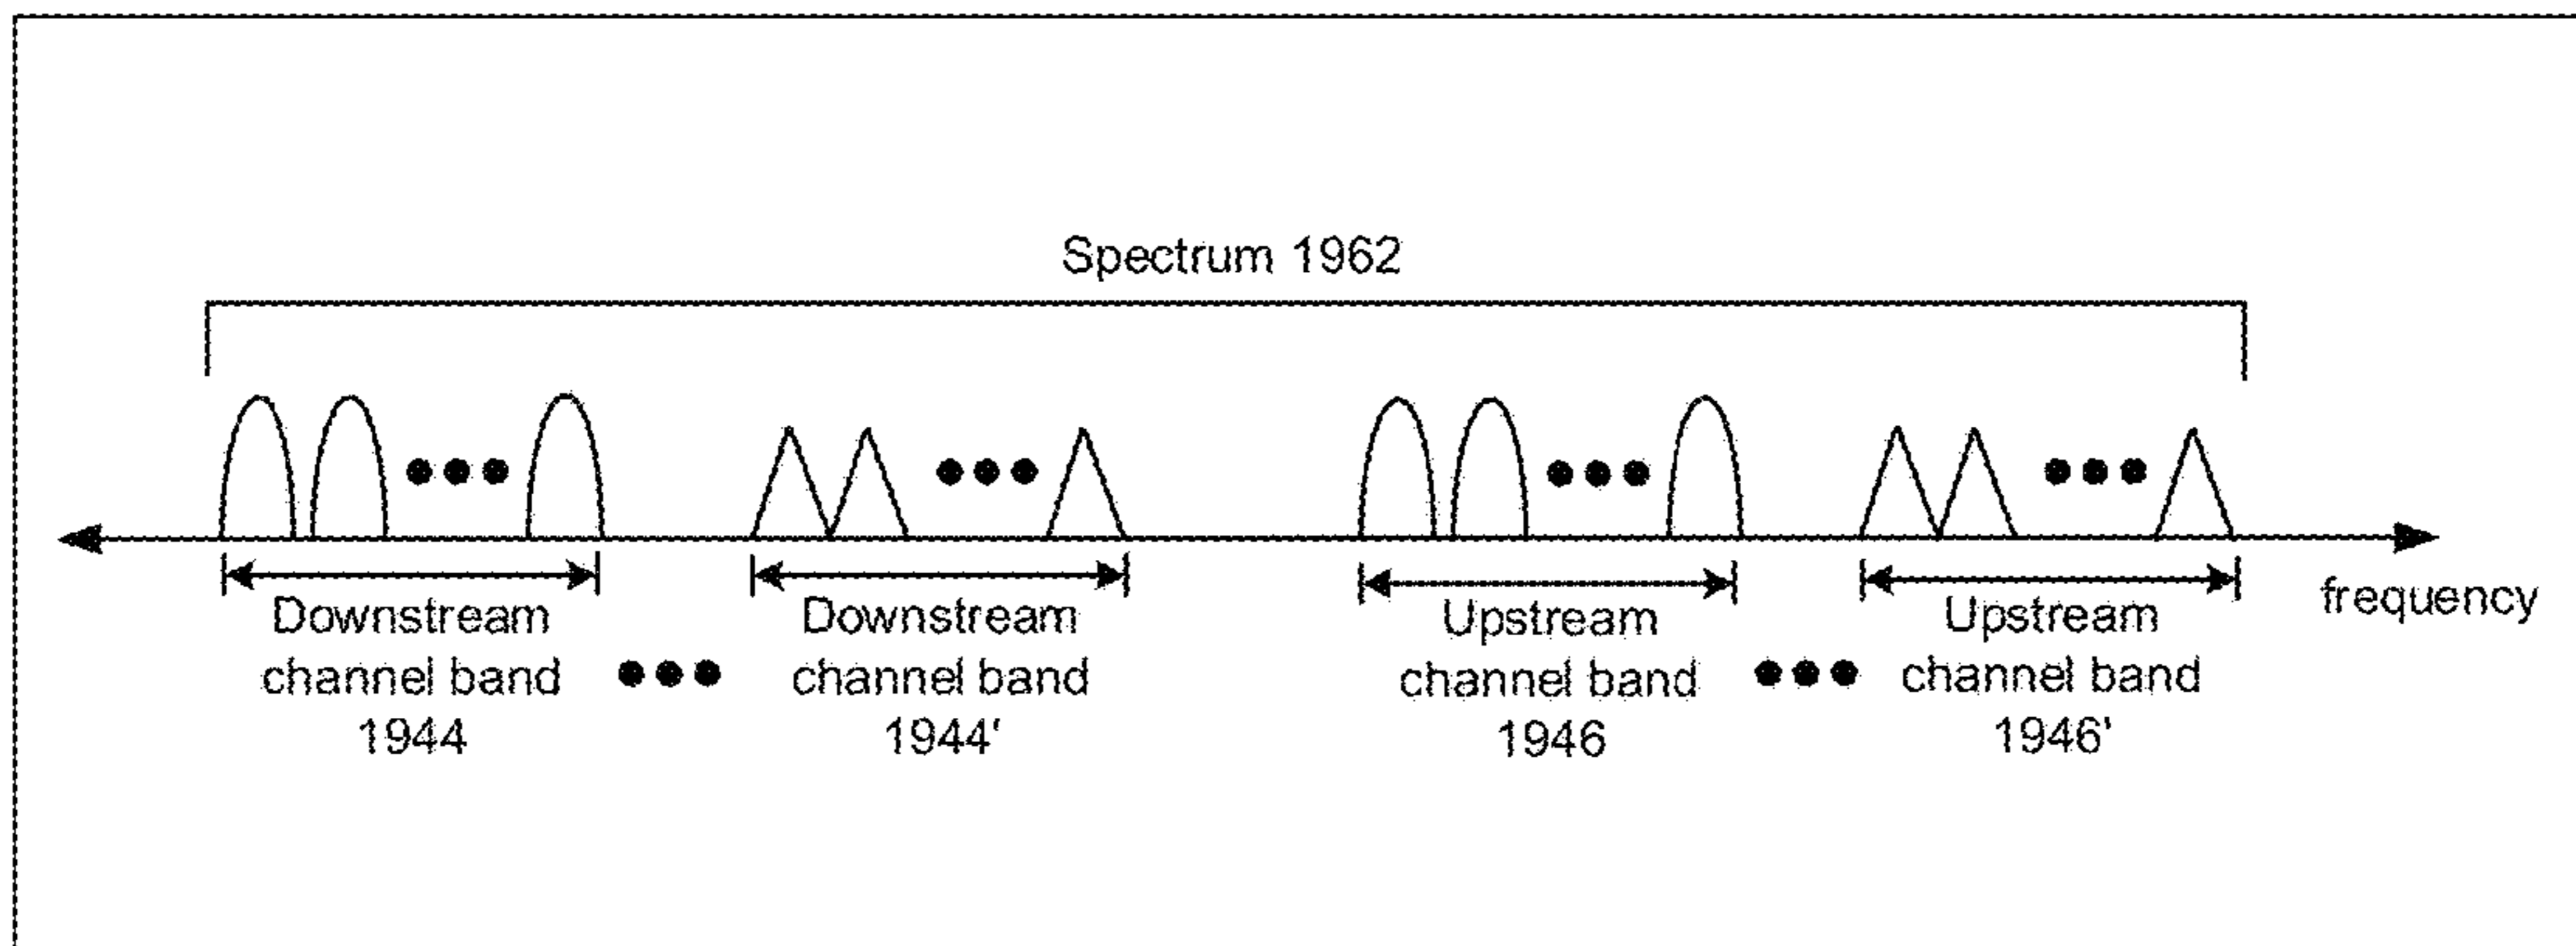 Spectrum 1962
frequency
Downstream
channel band
1944
Downstream
channel band
1944'
Upstream
channel band
1946
Upstream
channel band
1946'